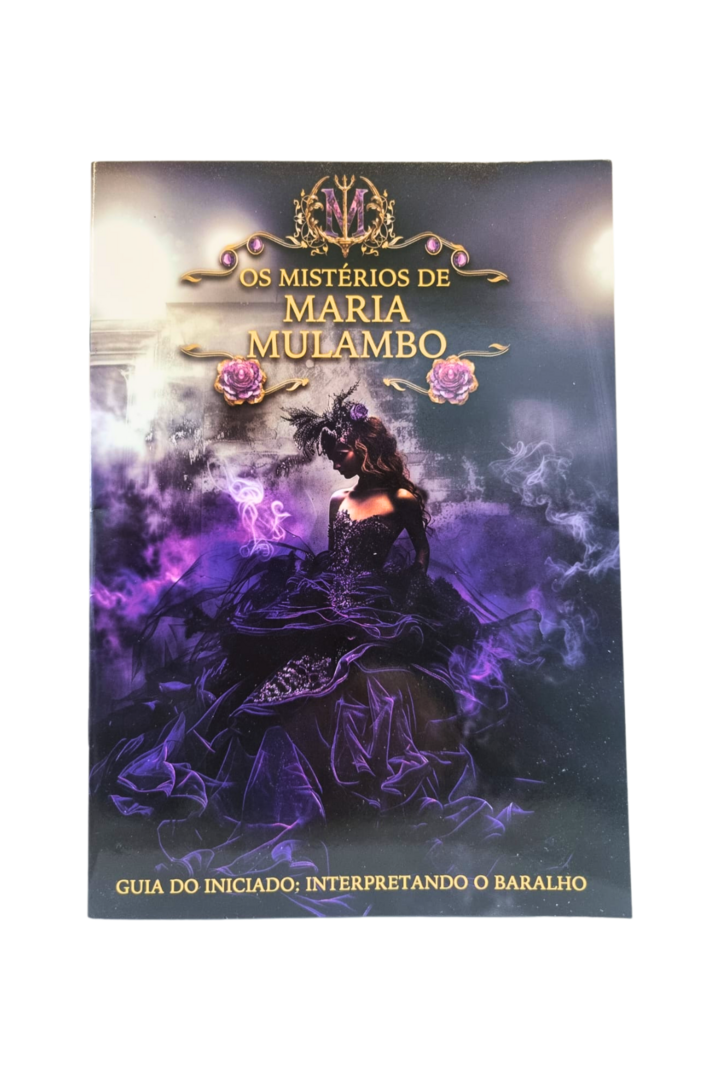 M
OS MISTÉRIOS DE
MARIA
MULAMBO
GUIA DO INICIADO; INTERPRETANDO O BARALHO